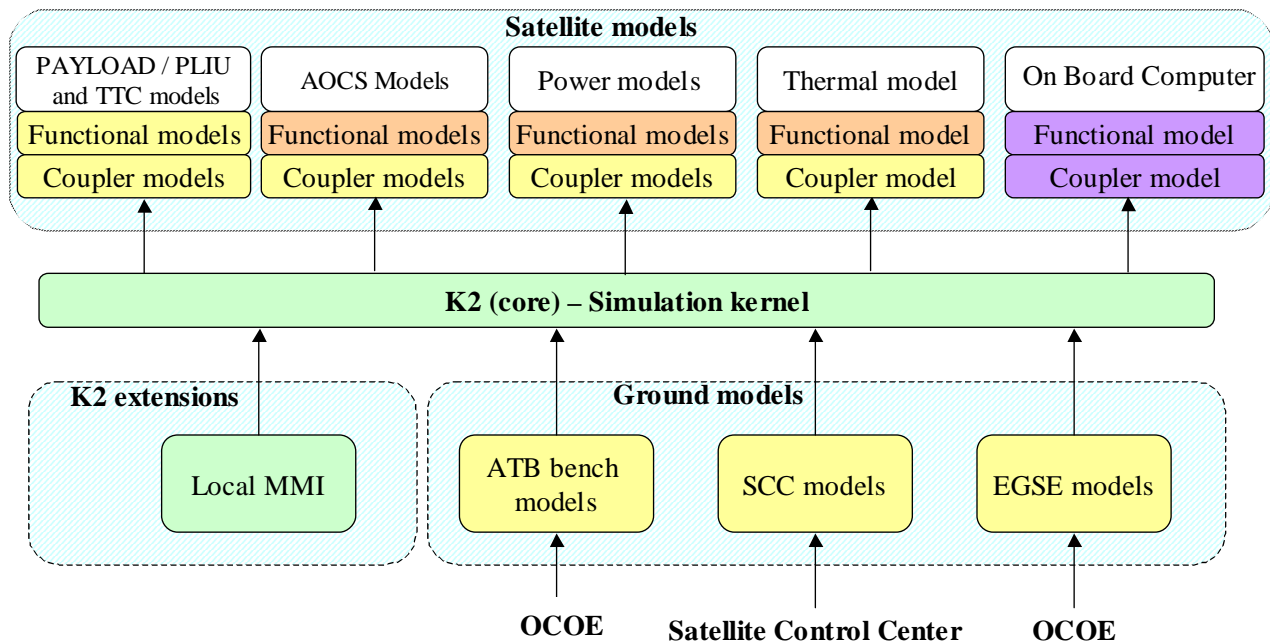 Satellite models
PAYLOAD / PLIU
and TTC models
Functional models
Coupler models
AOCS Models
Functional models
Coupler models
Power models
Functional models
Coupler models
Thermal model
Functional model
Coupler model
On Board Computer
Functional model
Coupler model
K2 (core) – Simulation kernel
K2 extensions
Local MMI
Ground models
ATB bench
models
SCC models
EGSE models
OCOE
Satellite Control Center
OCOE